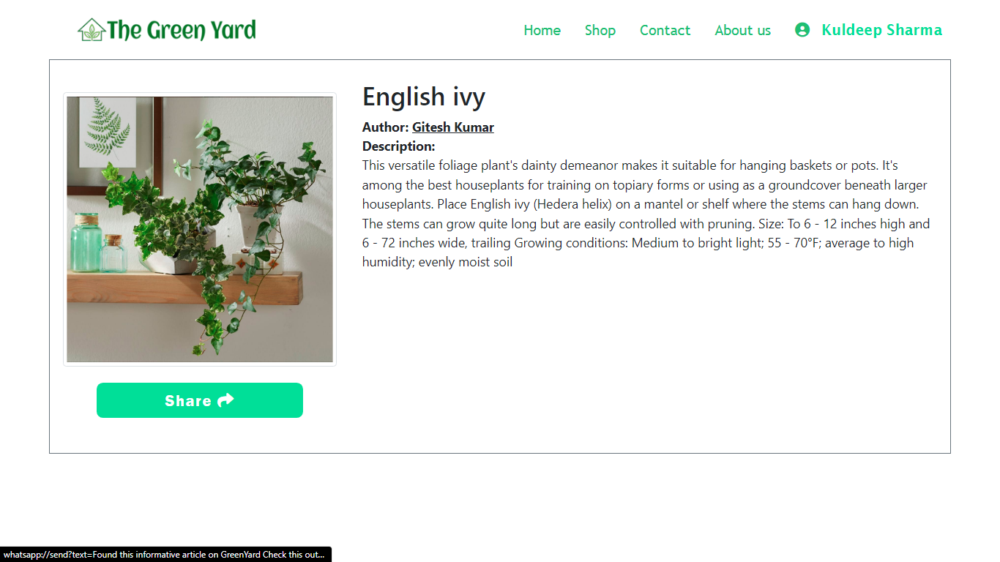 The Green Yard
Home Shop Contact About us Kuldeep Sharma
English ivy
Author: Gitesh Kumar
Description:
This versatile foliage plant's dainty demeanor makes it suitable for hanging baskets or pots. It's
among the best houseplants for training on topiary forms or using as a groundcover beneath larger
houseplants. Place English ivy (Hedera helix) on a mantel or shelf where the stems can hang down.
The stems can grow quite long but are easily controlled with pruning. Size: To 6 - 12 inches high and
6 - 72 inches wide, trailing Growing conditions: Medium to bright light; 55 - 70°F; average to high
humidity; evenly moist soil
Share
whatsapp://send?text=Found this informative article on GreenYard Check this out...